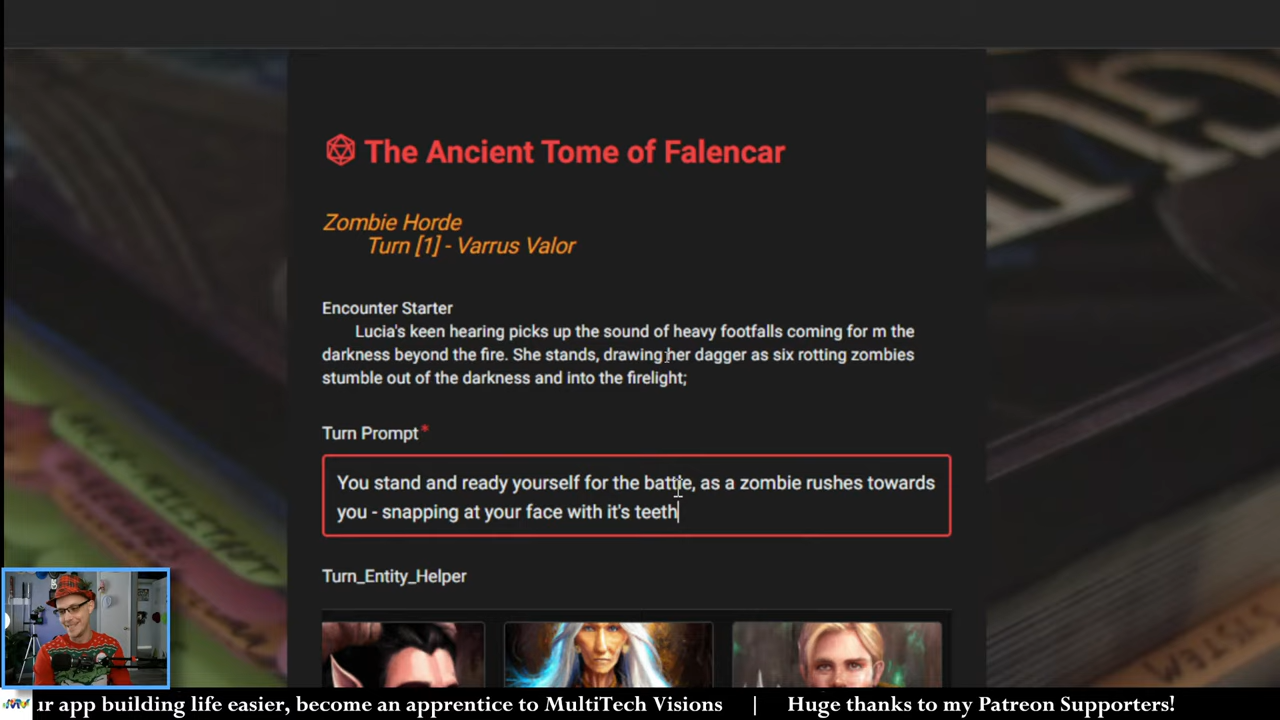 The Ancient Tome of Falencar
Zombie Horde
Turn [1] - Varrus Valor
Encounter Starter
Lucia's keen hearing picks up the sound of heavy footfalls coming for m the
darkness beyond the fire. She stands, drawing her dagger as six rotting zombies
stumble out of the darkness and into the firelight;
Turn Prompt*
You stand and ready yourself for the battle, as a zombie rushes towards
you - snapping at your face with it's teeth
Turn_Entity_Helper
ur app building life easier, become an apprentice to MultiTech Visions | Huge thanks to my Patreon Supporters!